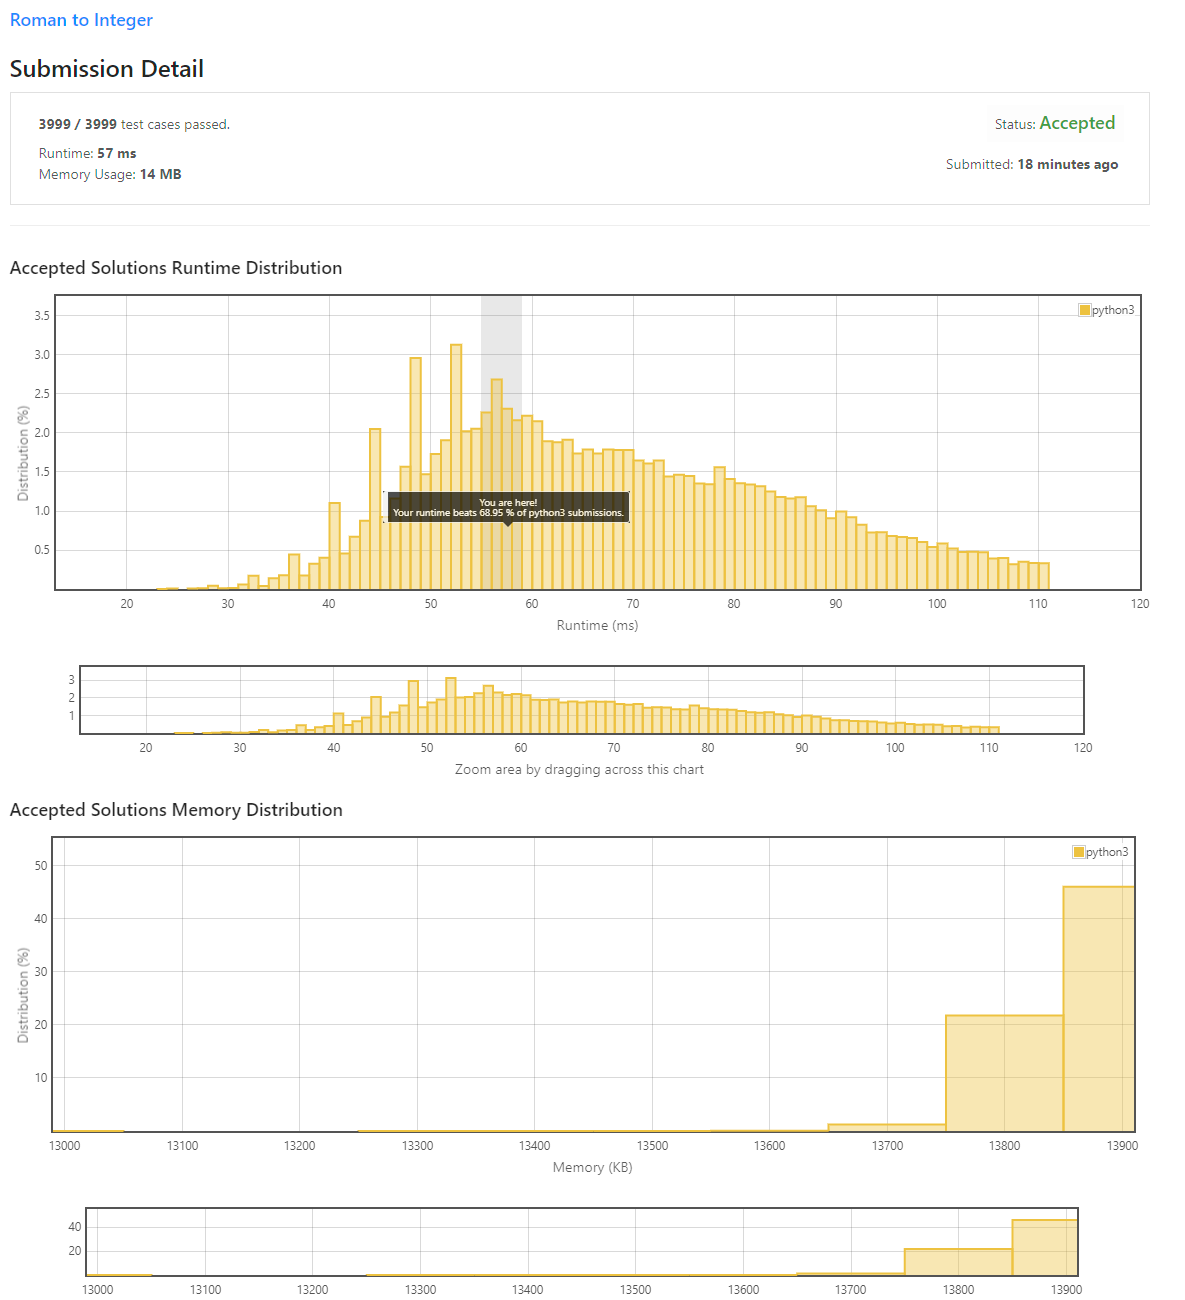 Roman to Integer
Submission Detail
3999 / 3999 test cases passed.
Status: Accepted
Runtime: 57 ms
Memory Usage: 14 MB
Submitted: 18 minutes ago
Accepted Solutions Runtime Distribution
python3
3.5
3.0
2.5
2.0
1.5
1.0
0.5
Distribution (%)
You are here!
Your runtime beats 68.95 % of python3 submissions.
20 30 40 50 60 70 80 90 100 110 120
Runtime (ms)
3
2
1
20 30 40 50 60 70 80 90 100 110 120
Zoom area by dragging across this chart
Accepted Solutions Memory Distribution
python3
50
40
30
20
10
Distribution (%)
13000 13100 13200 13300 13400 13500 13600 13700 13800 13900
Memory (KB)
40
20
13000 13100 13200 13300 13400 13500 13600 13700 13800 13900